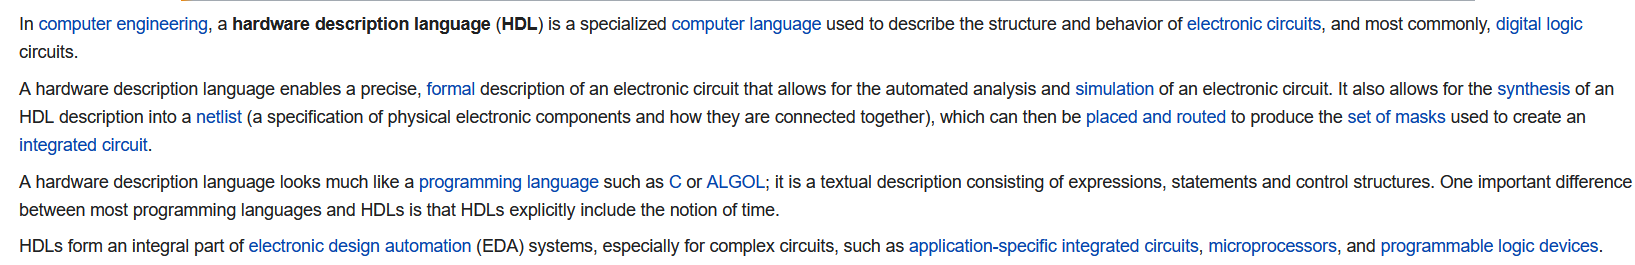 In computer engineering, a hardware description language (HDL) is a specialized computer language used to describe the structure and behavior of electronic circuits, and most commonly, digital logic
circuits.
A hardware description language enables a precise, formal description of an electronic circuit that allows for the automated analysis and simulation of an electronic circuit. It also allows for the synthesis of an
HDL description into a netlist (a specification of physical electronic components and how they are connected together), which can then be placed and routed to produce the set of masks used to create an
integrated circuit.
A hardware description language looks much like a programming language such as C or ALGOL; it is a textual description consisting of expressions, statements and control structures. One important difference
between most programming languages and HDLs is that HDLs explicitly include the notion of time.
HDLs form an integral part of electronic design automation (EDA) systems, especially for complex circuits, such as application-specific integrated circuits, microprocessors, and programmable logic devices.